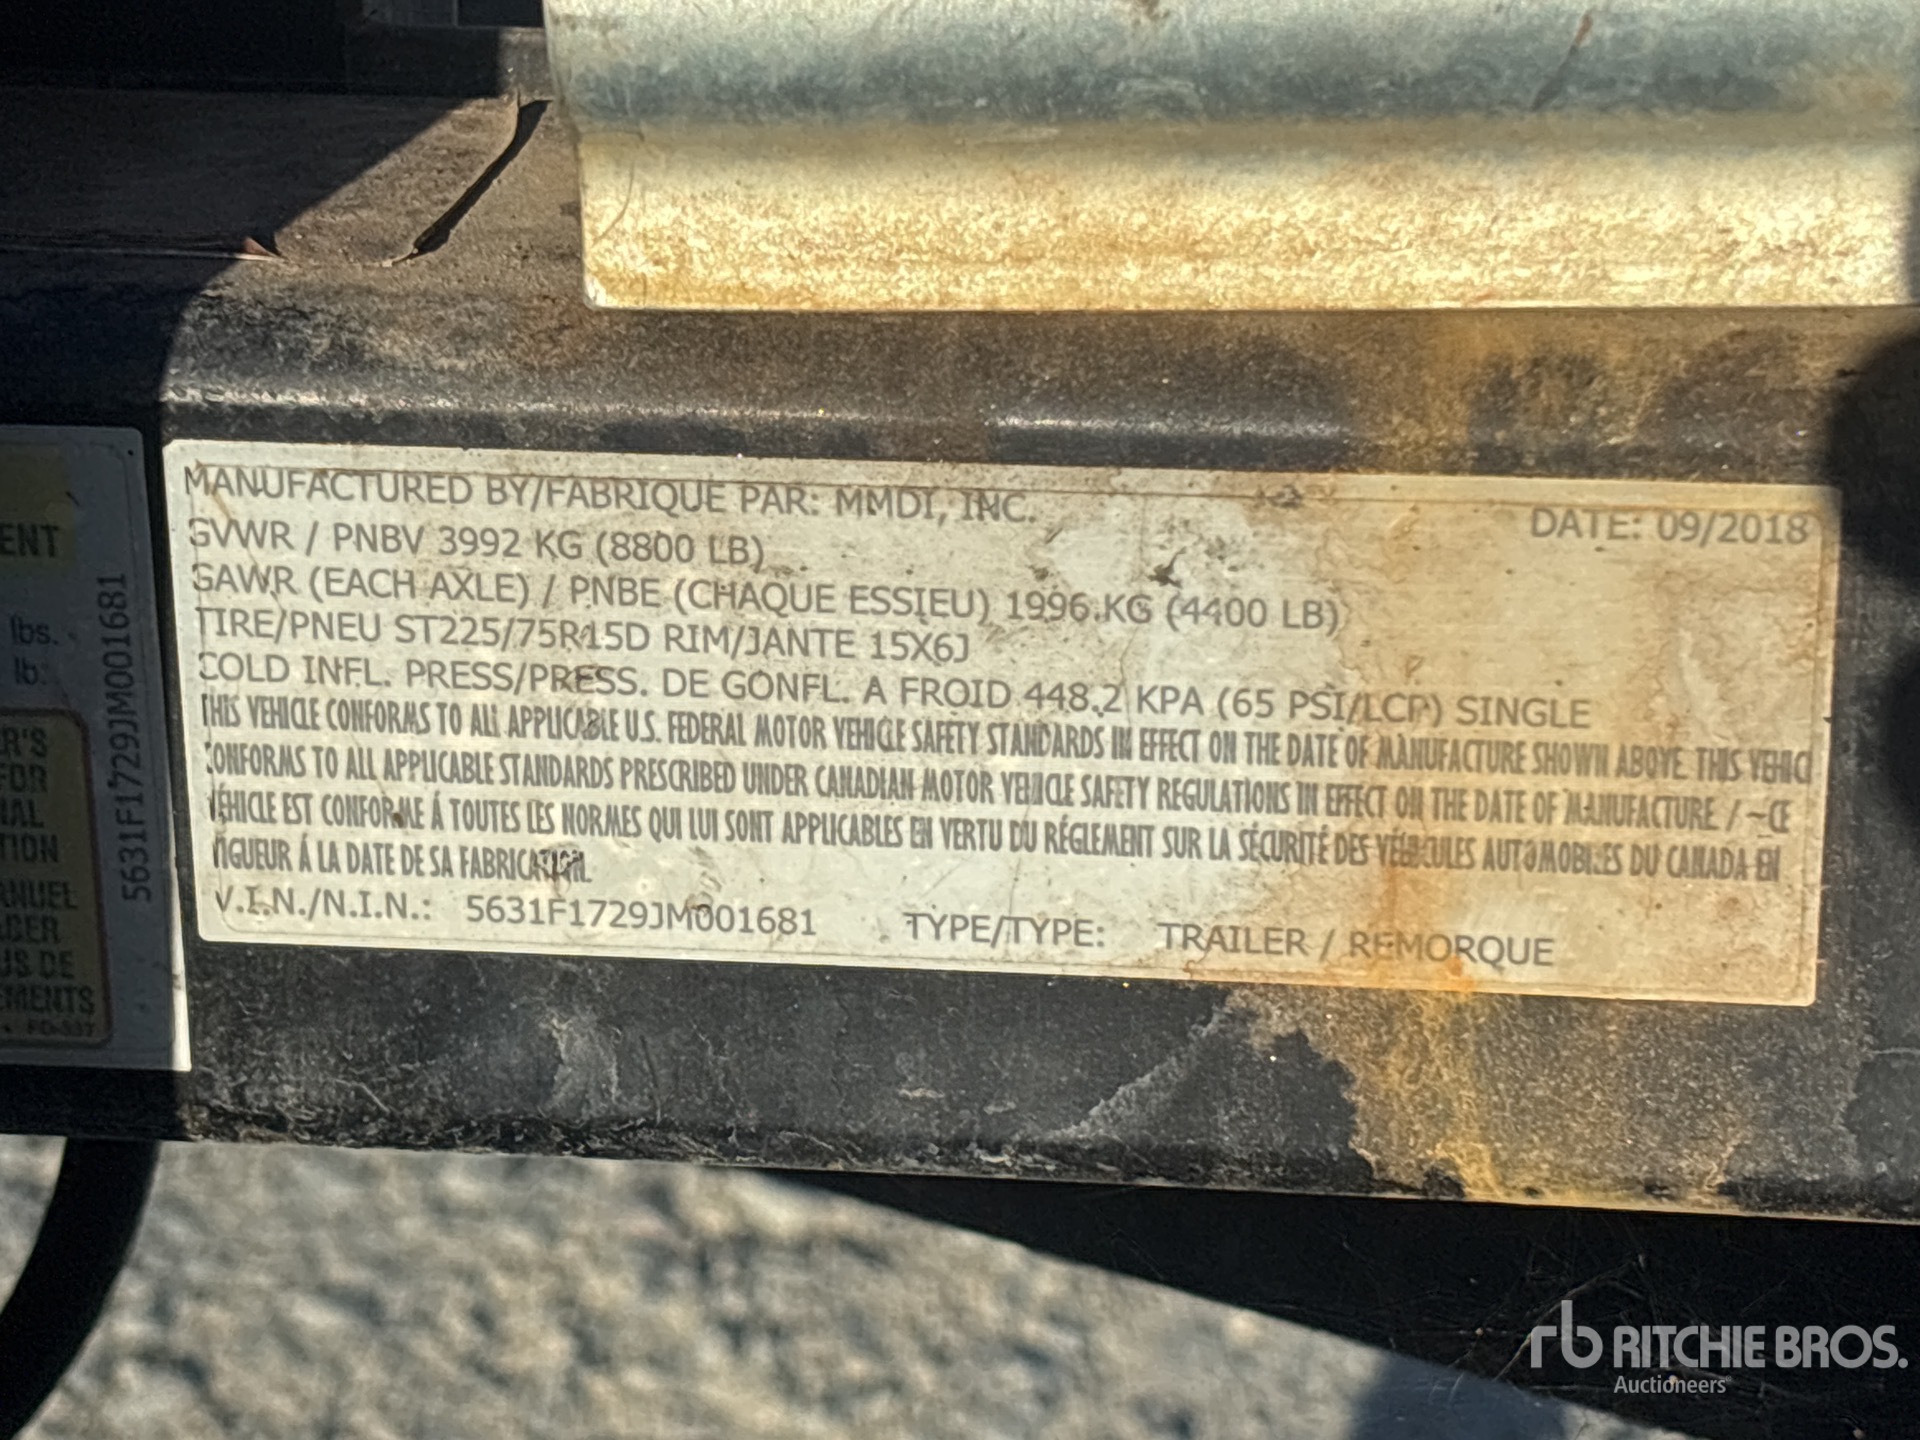 MANUFACTURED BY/FABRIQUE PAR: MMDI, INC.
DATE: 09/2018
GVWR / PNBV 3992 KG (8800 LB)
GAWR (EACH AXLE) / PNBE (CHAQUE ESSIEU) 1996 KG (4400 LB)
TIRE/PNEU ST225/75R15D RIM/JANTE 15X6J
COLD INFL. PRESS/PRESS. DE GONFL. A FROID 448.2 KPA (65 PSI/LCP) SINGLE
THIS VEHICLE CONFORMS TO ALL APPLICABLE U.S. FEDERAL MOTOR VEHICLE SAFETY STANDARDS IN EFFECT ON THE DATE OF MANUFACTURE SHOWN ABOVE. THIS VEHICL
CONFORMS TO ALL APPLICABLE STANDARDS PRESCRIBED UNDER CANADIAN MOTOR VEHICLE SAFETY REGULATIONS IN EFFECT ON THE DATE OF MANUFACTURE / ~CE
VÉHICLE EST CONFORME Á TOUTES LES NORMES QUI LUI SONT APPLICABLES EN VERTU DU RÉGLEMENT SUR LA SÉCURITÉ DES VÉHICULES AUTOMOBILES DU CANADA EN
VIGUEUR Á LA DATE DE SA FABRICATION.
V.I.N./N.I.N.: 5631F1729JM001681 TYPE/TYPE: TRAILER / REMORQUE
ENT
lbs.
lb.
R'S
FOR
NAL
TION
ANUEL
US DE
EMENTS
5631F1729JM001681
rb RITCHIE BROS.
Auctioneers